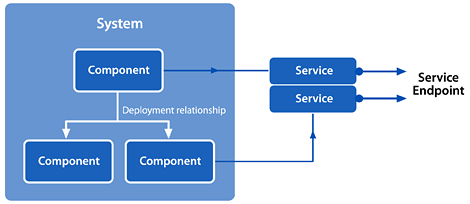 System
Component
Service
Service
Service
Endpoint
Deployment relationship
Component
Component